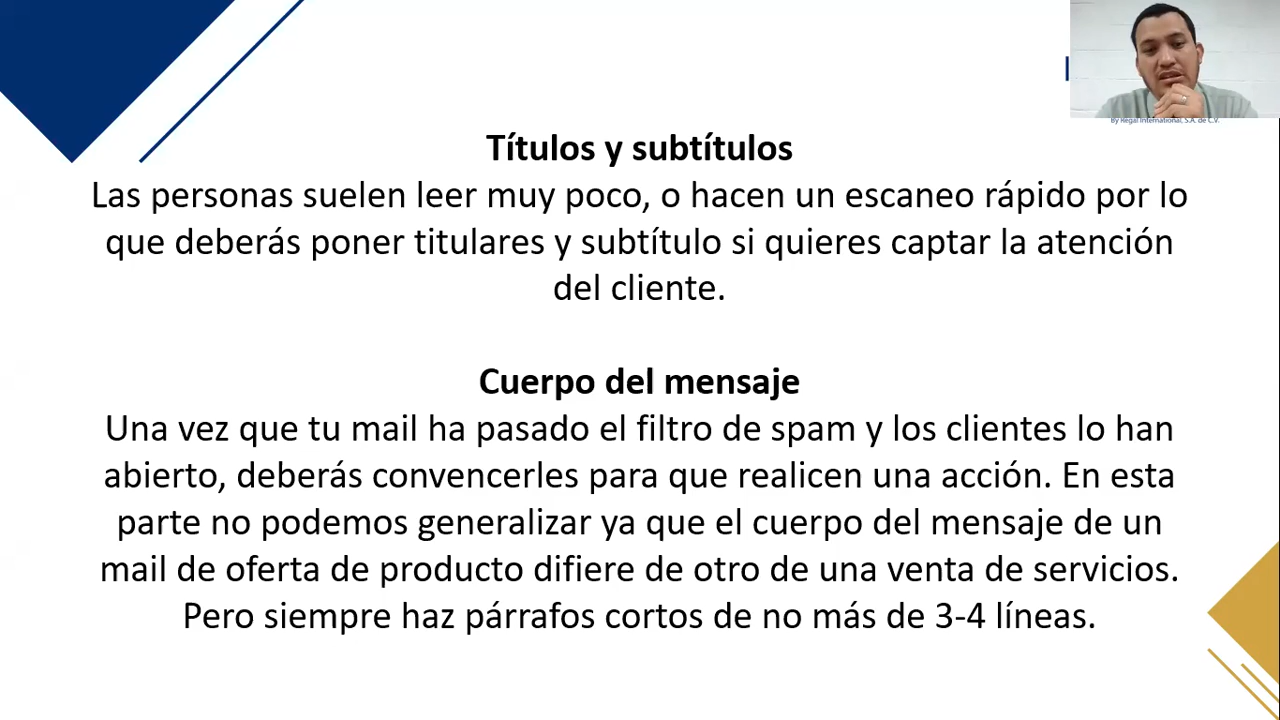 By Regal International, S.A. de C.V.
Títulos y subtítulos
Las personas suelen leer muy poco, o hacen un escaneo rápido por lo
que deberás poner titulares y subtítulo si quieres captar la atención
del cliente.
Cuerpo del mensaje
Una vez que tu mail ha pasado el filtro de spam y los clientes lo han
abierto, deberás convencerles para que realicen una acción. En esta
parte no podemos generalizar ya que el cuerpo del mensaje de un
mail de oferta de producto difiere de otro de una venta de servicios.
Pero siempre haz párrafos cortos de no más de 3-4 líneas.